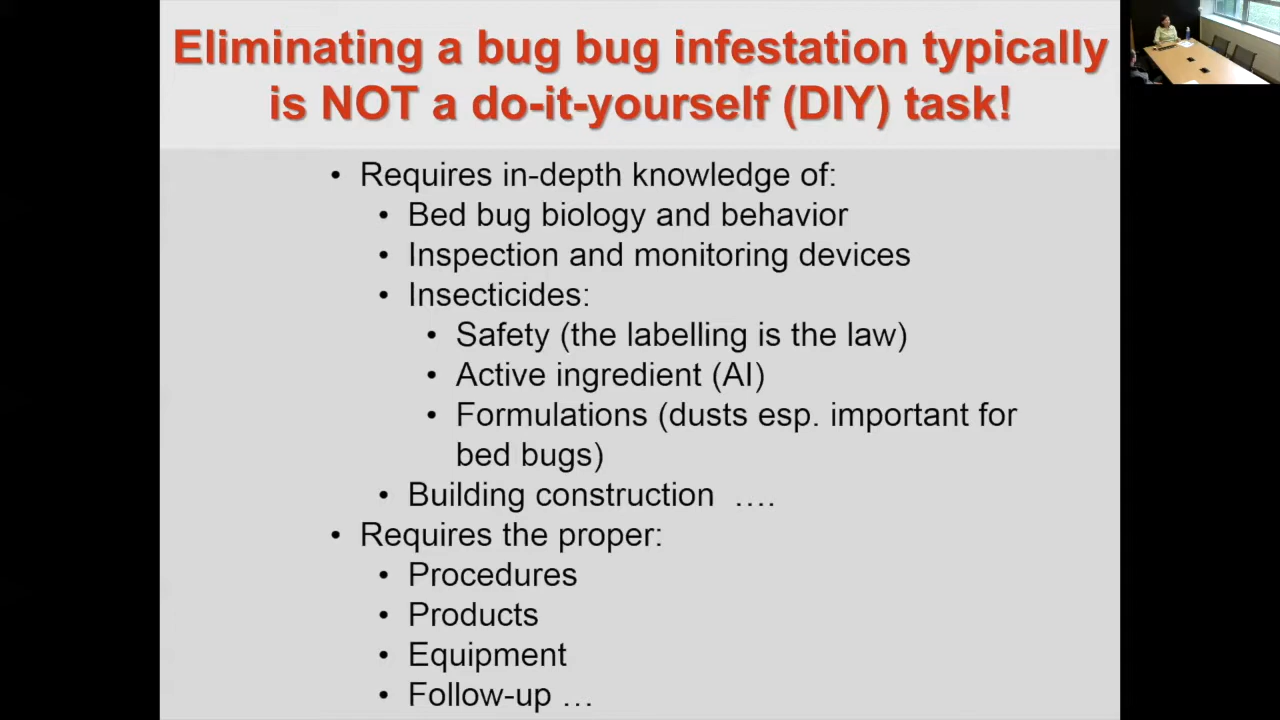 Eliminating a bug bug infestation typically
is NOT a do-it-yourself (DIY) task!
• Requires in-depth knowledge of:
• Bed bug biology and behavior
• Inspection and monitoring devices
• Insecticides:
• Safety (the labelling is the law)
• Active ingredient (AI)
• Formulations (dusts esp. important for
bed bugs)
• Building construction ....
• Requires the proper:
• Procedures
• Products
• Equipment
• Follow-up ...